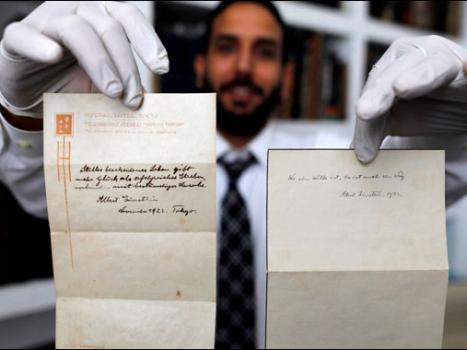 IMPERIAL HOTEL TOKYO
Stilles bescheidenes Leben gibt
mehr Glück als erfolgreiches Streben,
mit beständiger Unruhe.
Albert Einstein
November 1922. Tokyo.
Wo ein Wille ist, da ist auch ein Weg
Albert Einstein. 1922.